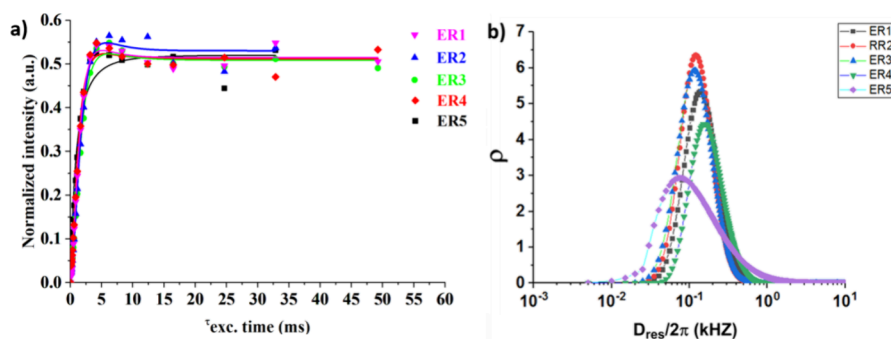 a)
Normalized intensity (a.u.)
0.6
0.5
0.4
0.3
0.2
0.1
0.0
0 5 10 15 20 25 30 35 40 45 50 55 60
τexc. time (ms)
ER1
ER2
ER3
ER4
ER5
b)
ρ
7
6
5
4
3
2
1
0
10-3 10-2 10-1 100 101
Dres/2π (kHZ)
ER1
RR2
ER3
ER4
ER5